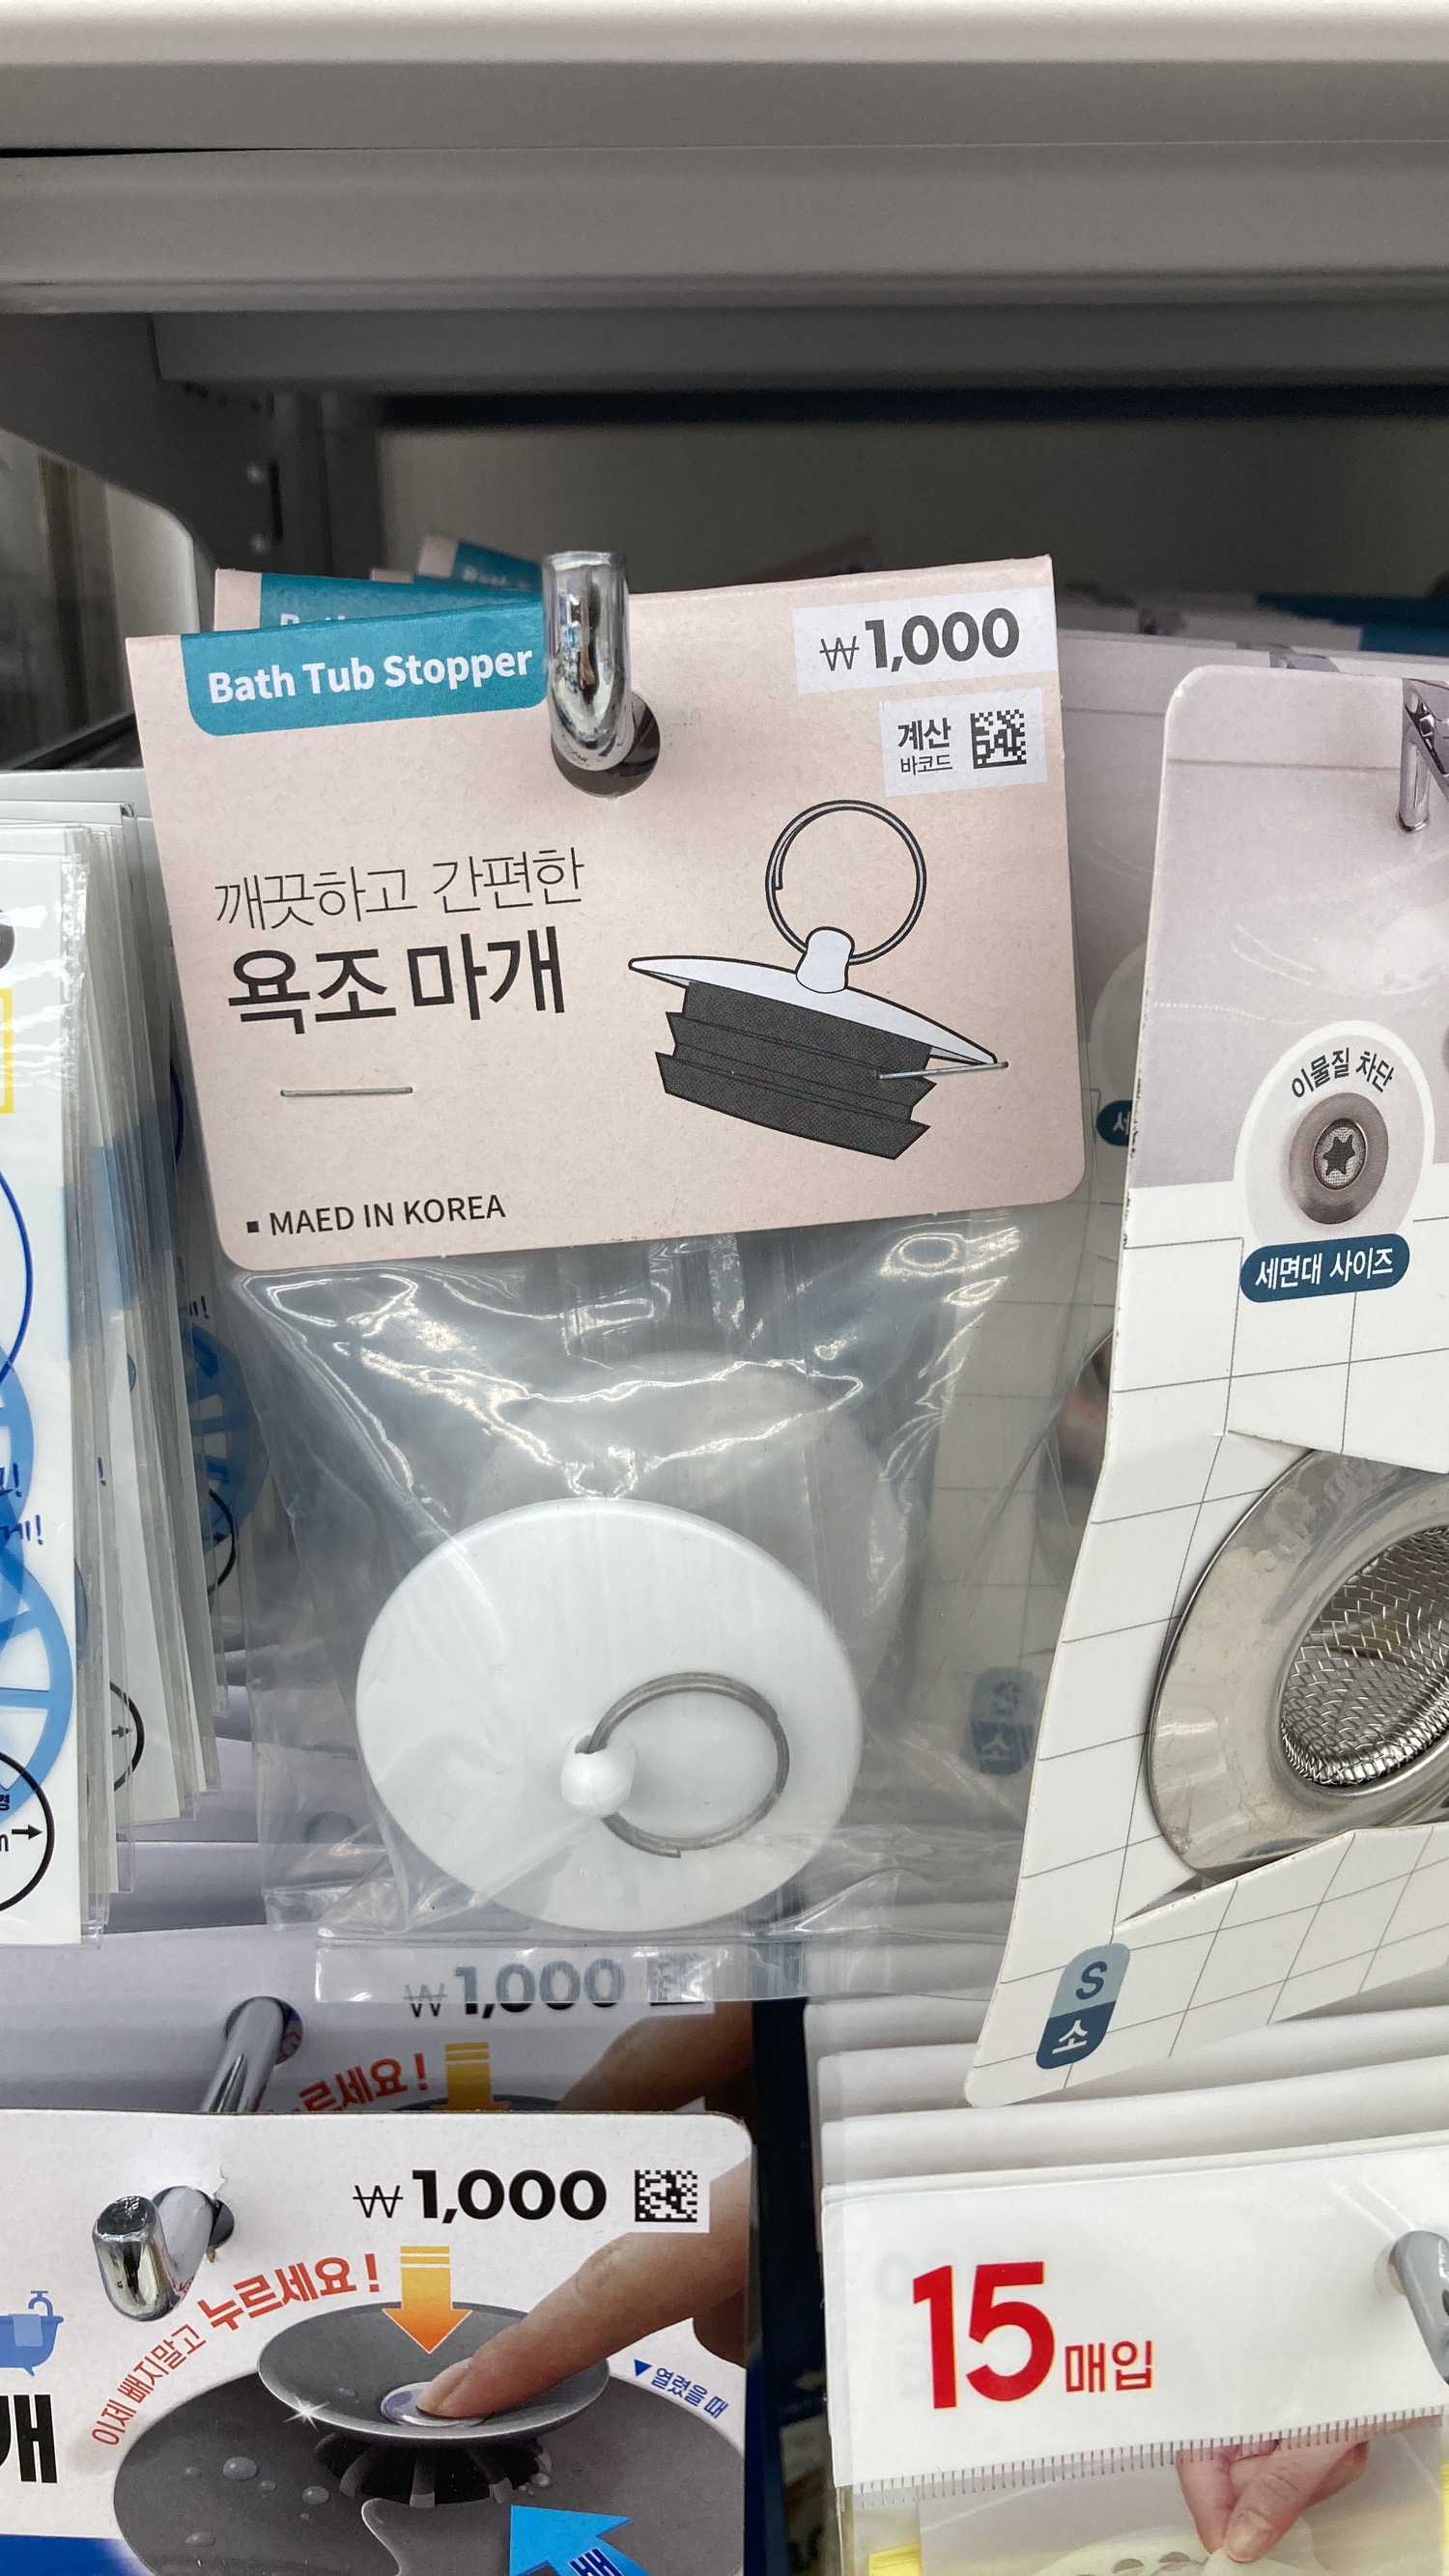 Bath Tub Stopper
₩1,000
계산
바코드
깨끗하고 간편한
욕조 마개
▪ MAED IN KOREA
이물질 차단
세면대 사이즈
S
소
₩1,000
르세요!
₩1,000
이제 빼지말고 누르세요!
▼열렸을 때
개
15매입